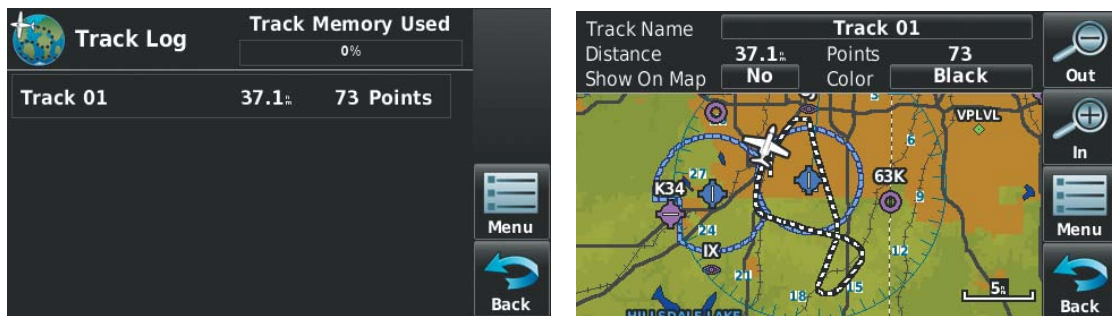 Track Log
Track Memory Used
0%
Track 01 37.1 73 Points
Menu
Back
Track Name Track 01
Distance 37.1 Points 73
Show On Map No Color Black
Out
In
Menu
Back
VPLVL
6
27
K34
63K
9
24
IX
12
21
18
15
5
HILLSDALE LAKE